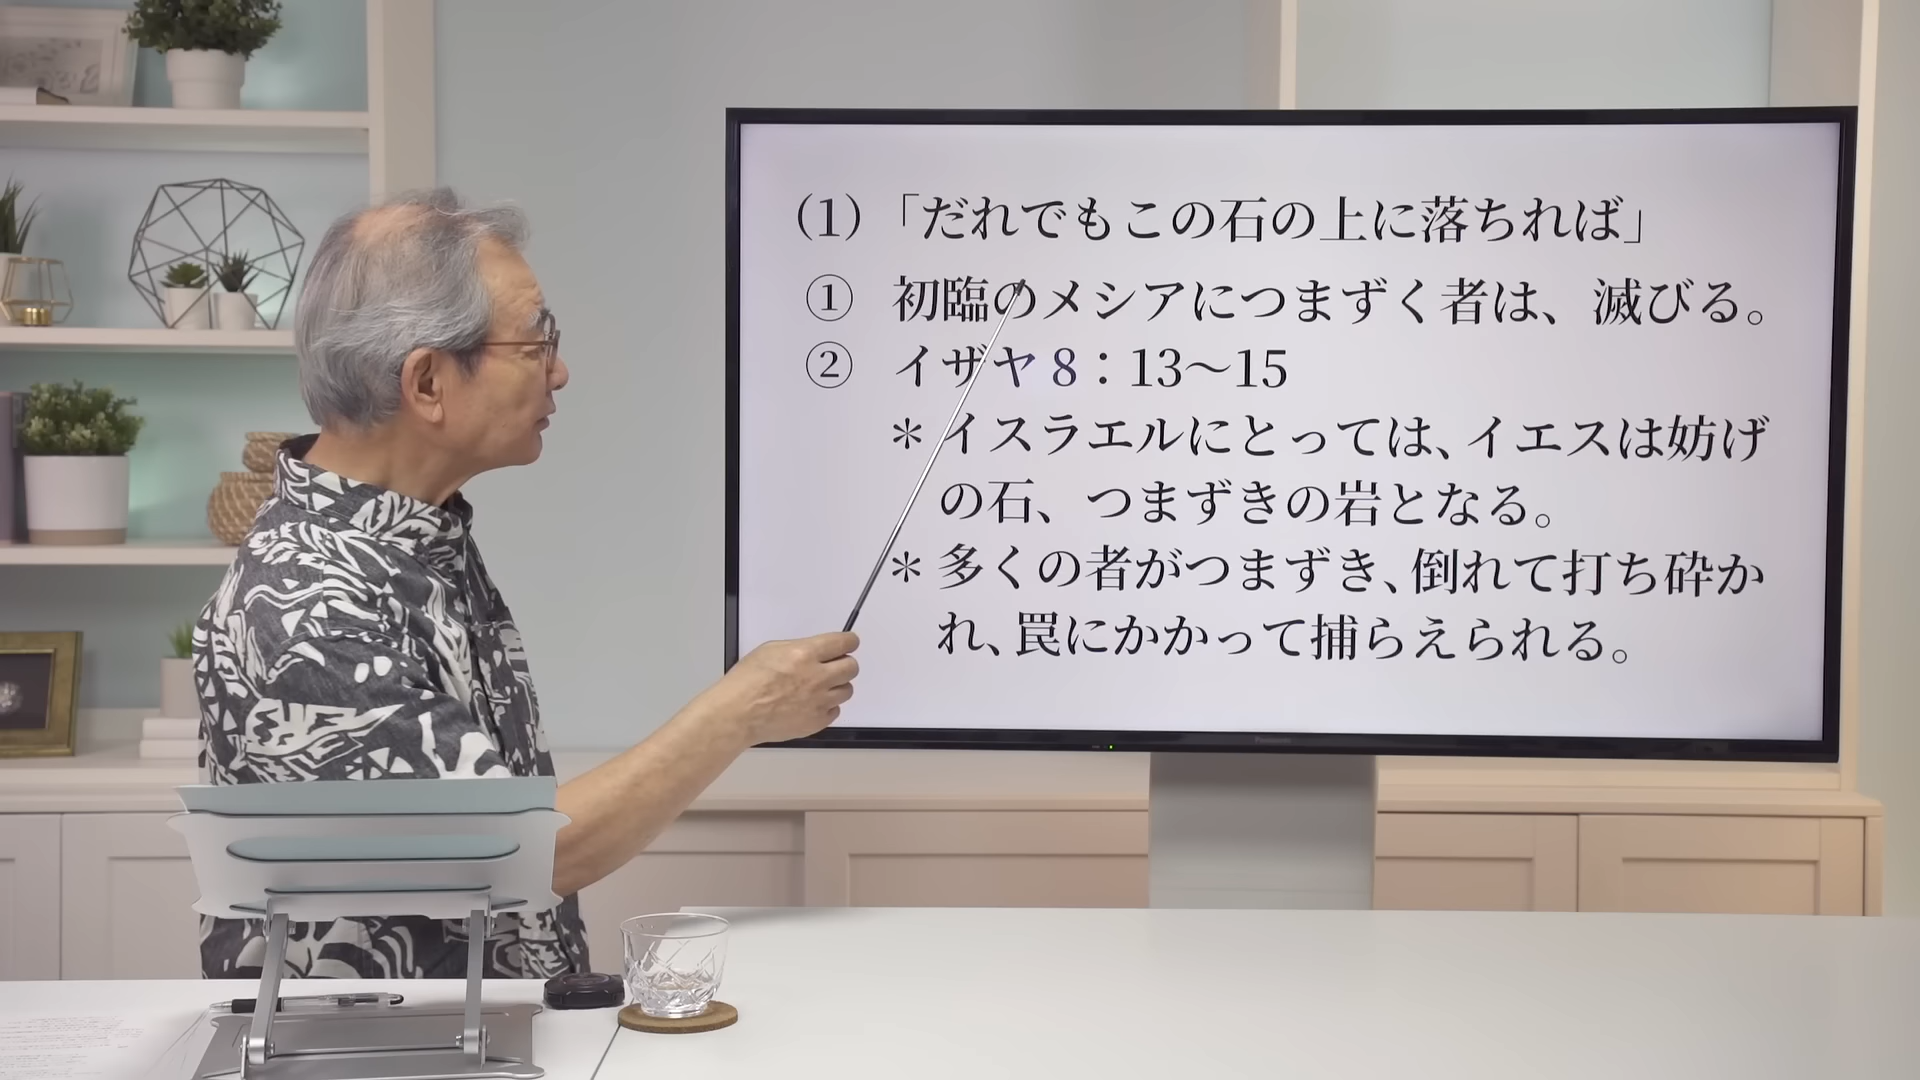 (1) 「だれでもこの石の上に落ちれば」
① 初臨のメシアにつまずく者は、滅びる。
② イザヤ 8：13～15
＊イスラエルにとっては、イエスは妨げ
の石、つまずきの岩となる。
＊多くの者がつまずき、倒れて打ち砕か
れ、罠にかかって捕らえられる。
Panasonic